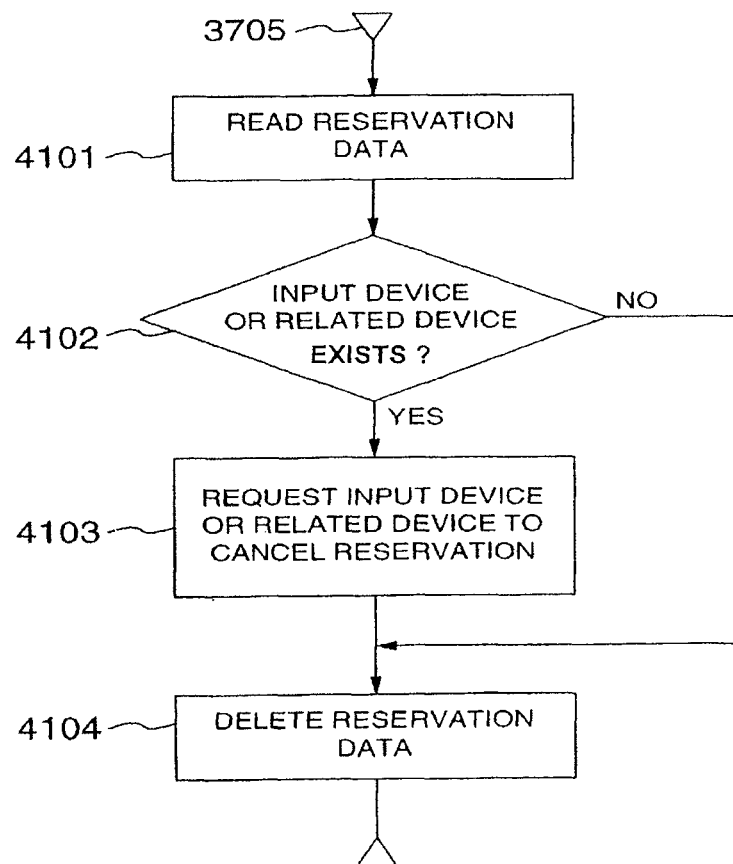 3705
READ RESERVATION
DATA
4101
INPUT DEVICE
OR RELATED DEVICE
EXISTS ?
NO
4102
YES
REQUEST INPUT DEVICE
OR RELATED DEVICE TO
CANCEL RESERVATION
4103
DELETE RESERVATION
DATA
4104